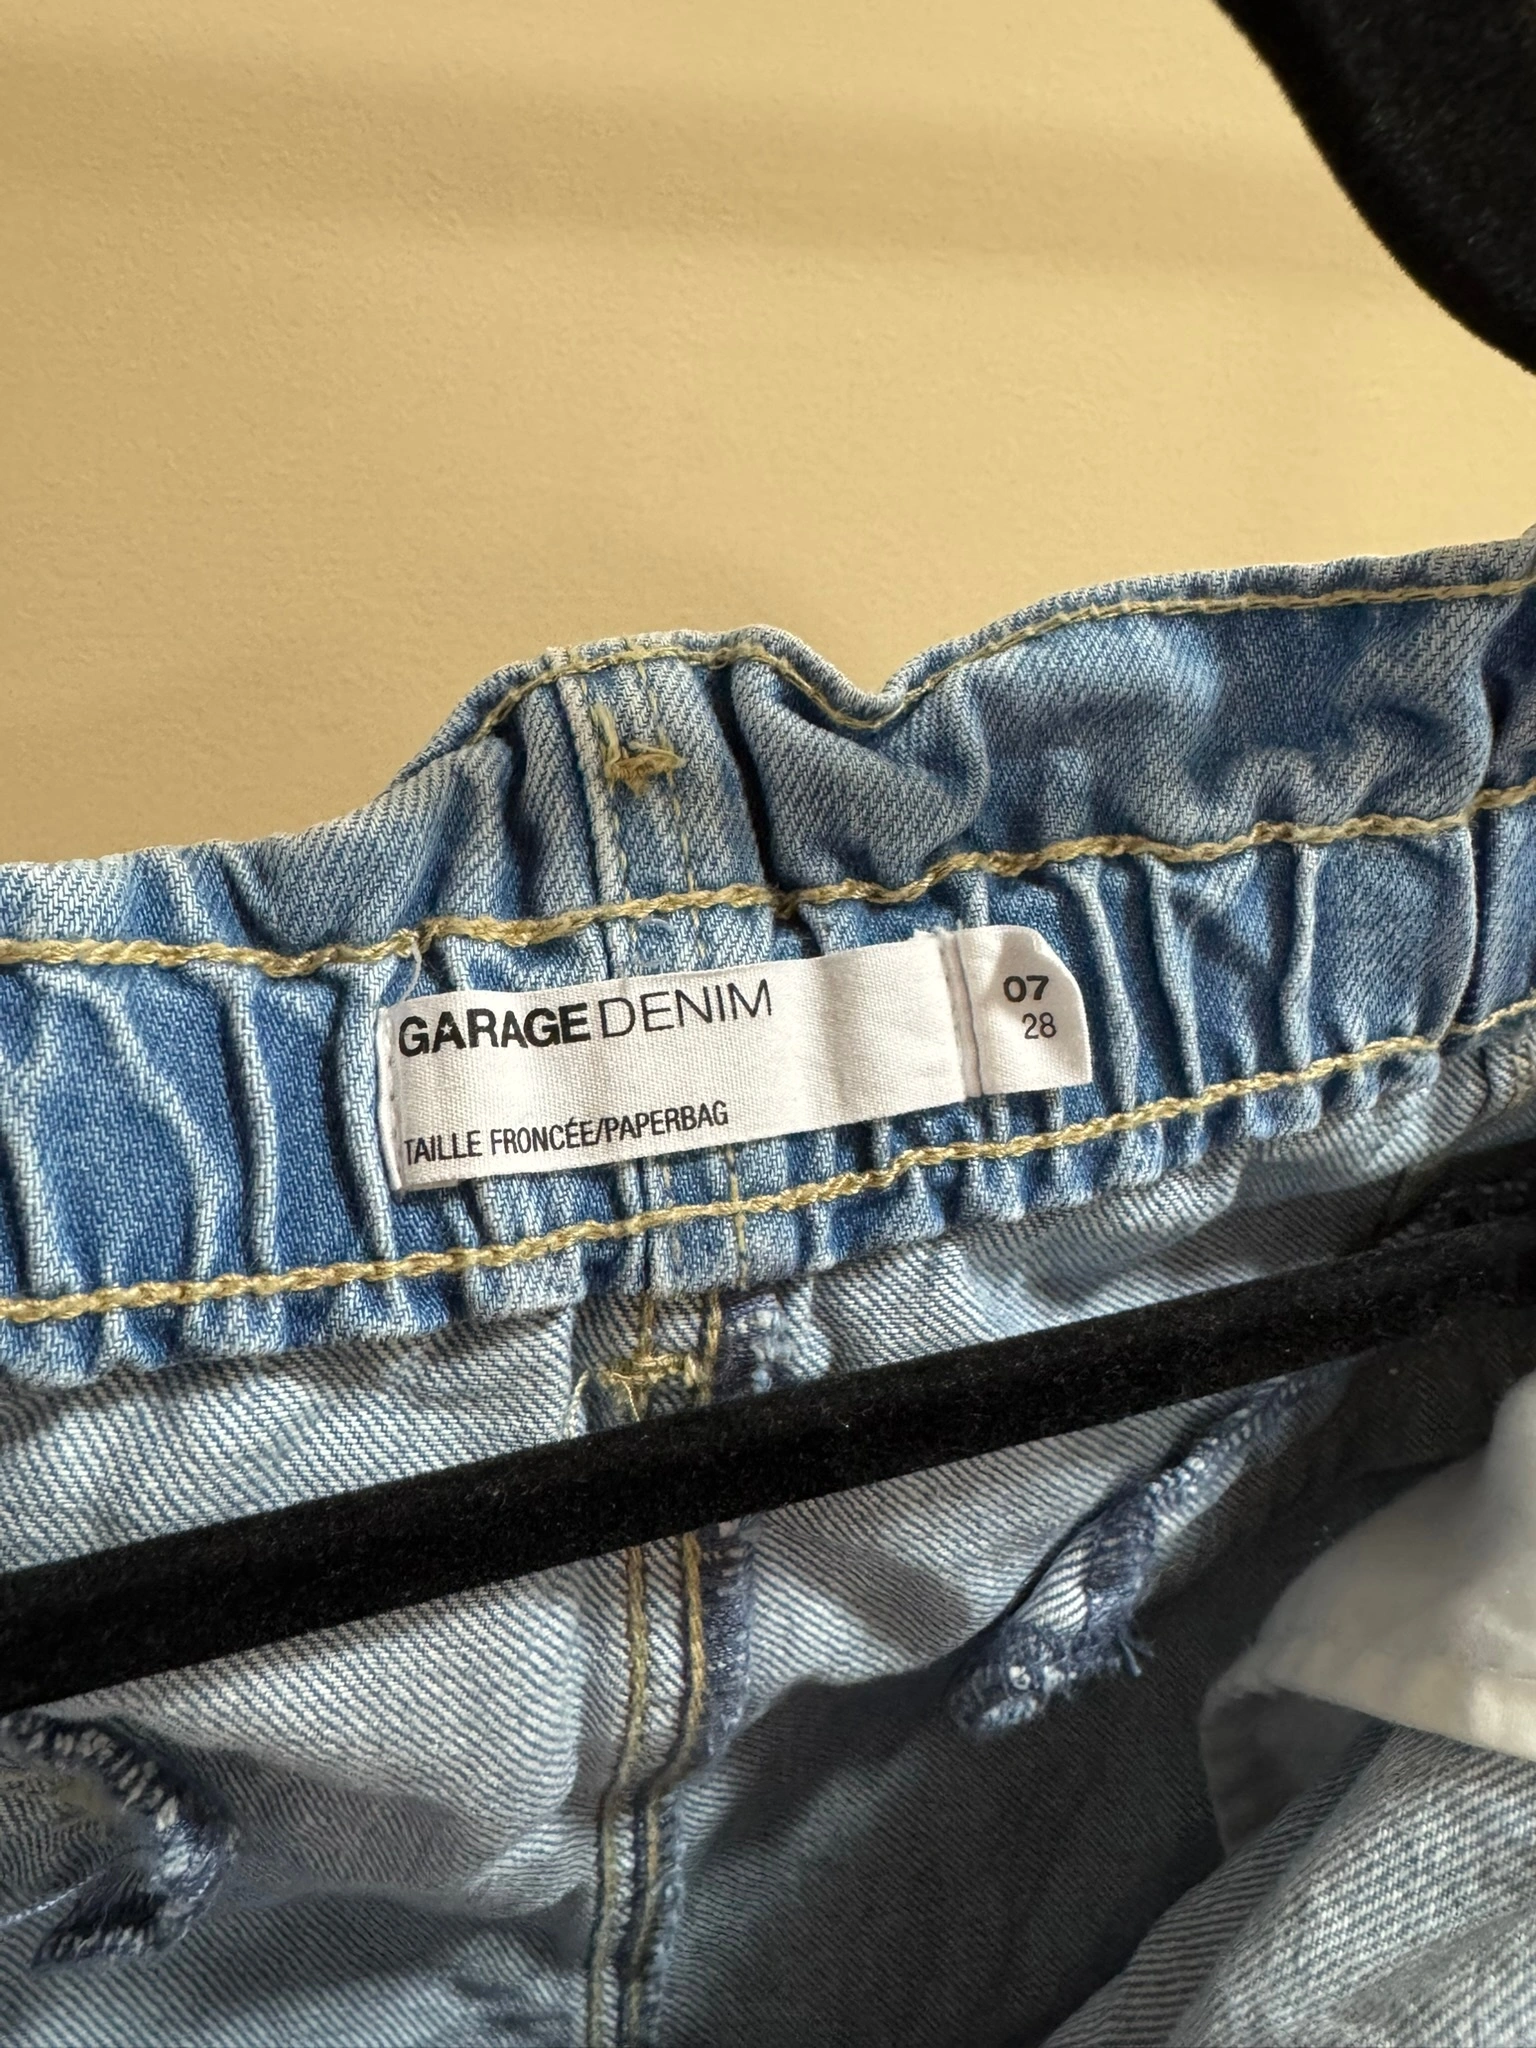 GARAGE DENIM
TAILLE FRONCÉE/PAPERBAG
07
28